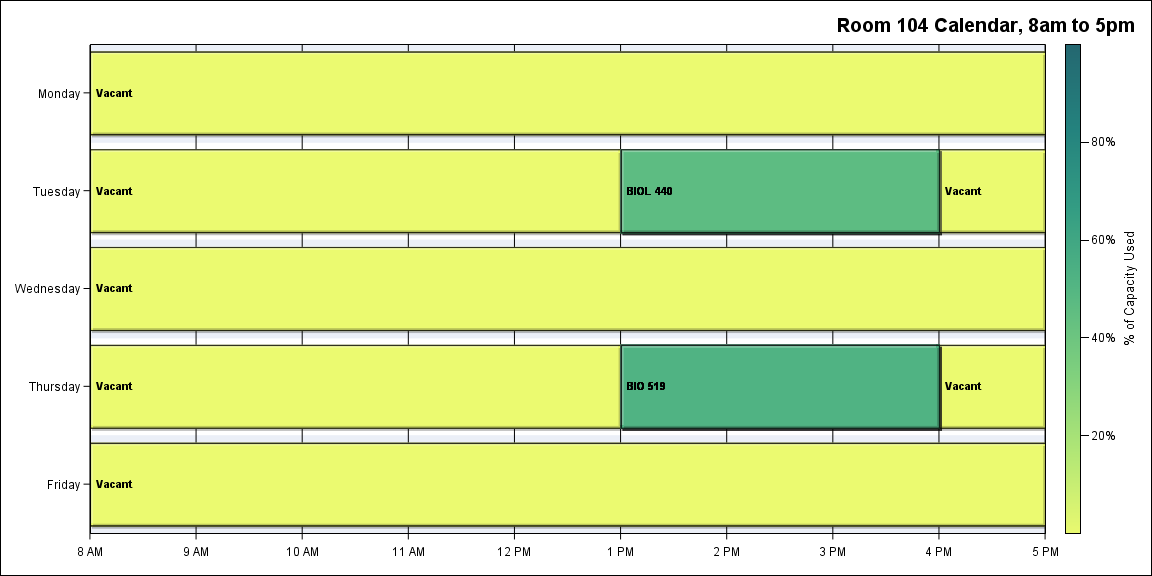 Room 104 Calendar, 8am to 5pm
Monday Vacant
80%
Tuesday Vacant BIOL 440 Vacant
60%
% of Capacity Used
Wednesday Vacant
40%
Thursday Vacant BIO 519 Vacant
20%
Friday Vacant
8 AM 9 AM 10 AM 11 AM 12 PM 1 PM 2 PM 3 PM 4 PM 5 PM